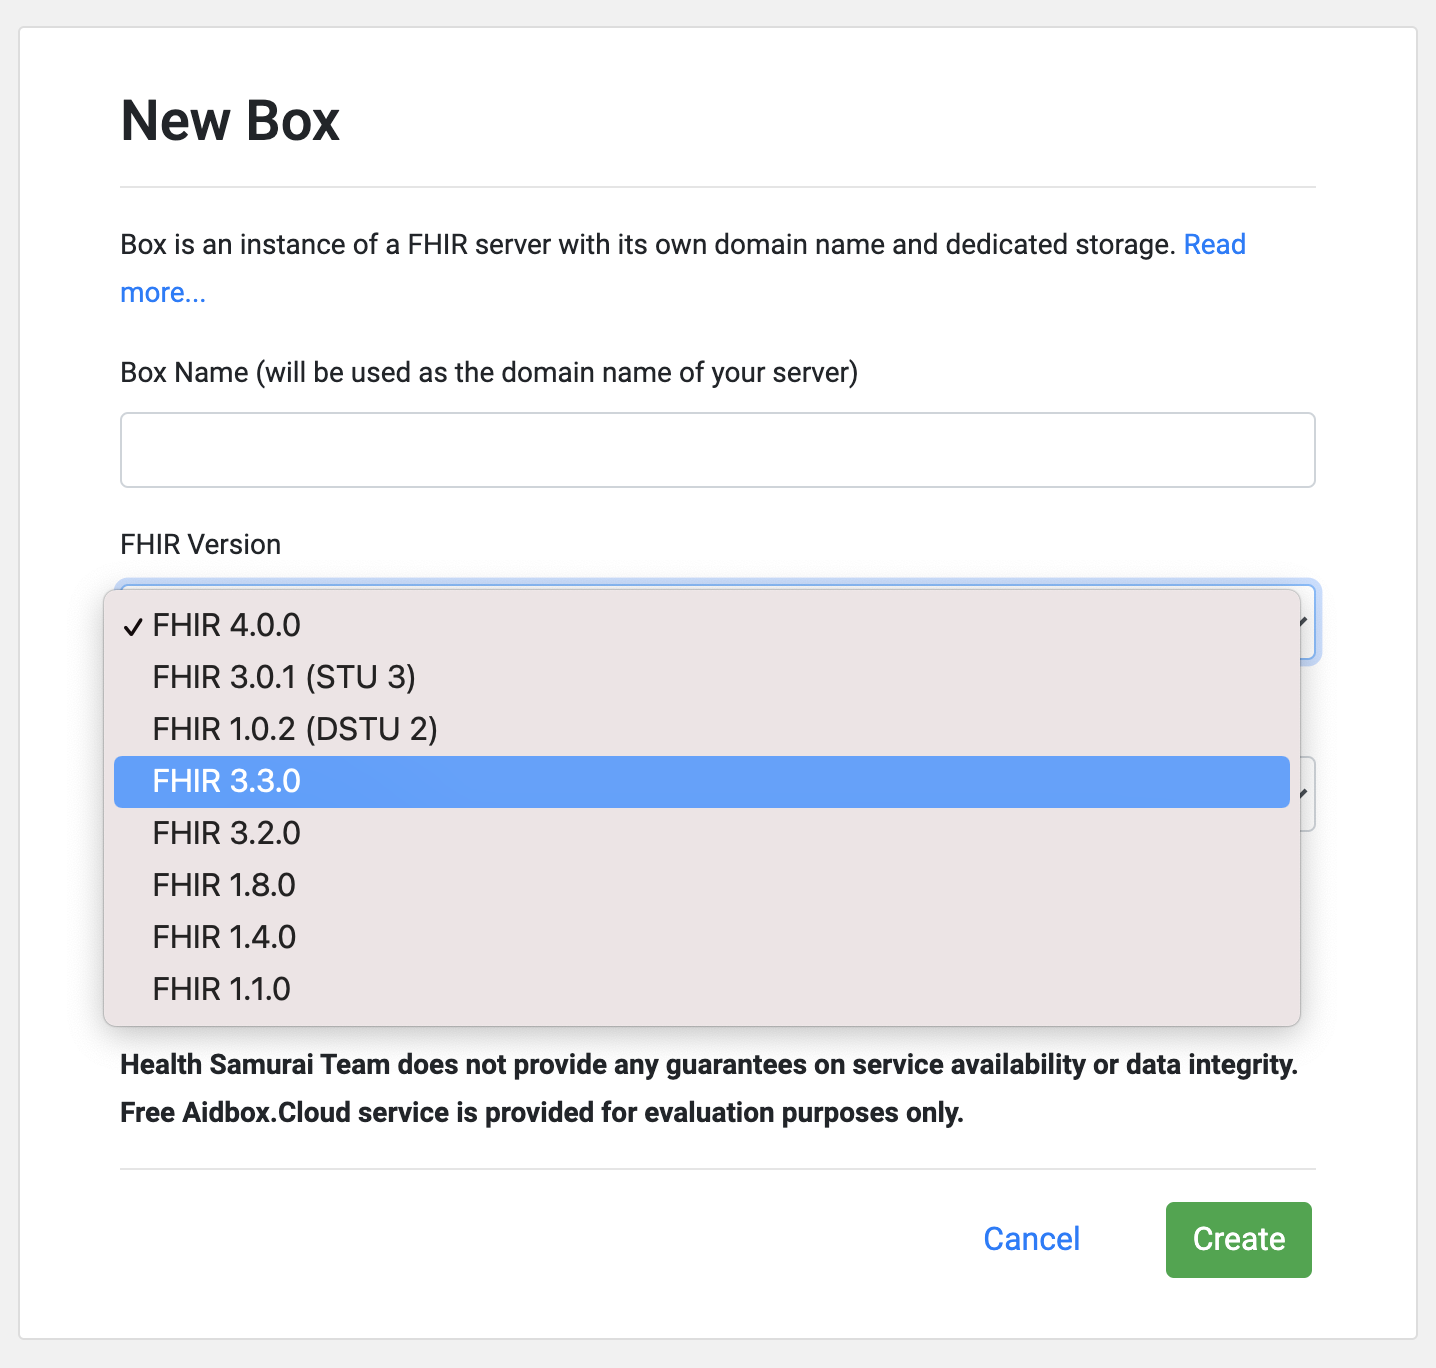 New Box
Box is an instance of a FHIR server with its own domain name and dedicated storage. Read
more...
Box Name (will be used as the domain name of your server)
FHIR Version
✓ FHIR 4.0.0
FHIR 3.0.1 (STU 3)
FHIR 1.0.2 (DSTU 2)
FHIR 3.3.0
FHIR 3.2.0
FHIR 1.8.0
FHIR 1.4.0
FHIR 1.1.0
Health Samurai Team does not provide any guarantees on service availability or data integrity.
Free Aidbox.Cloud service is provided for evaluation purposes only.
Cancel
Create